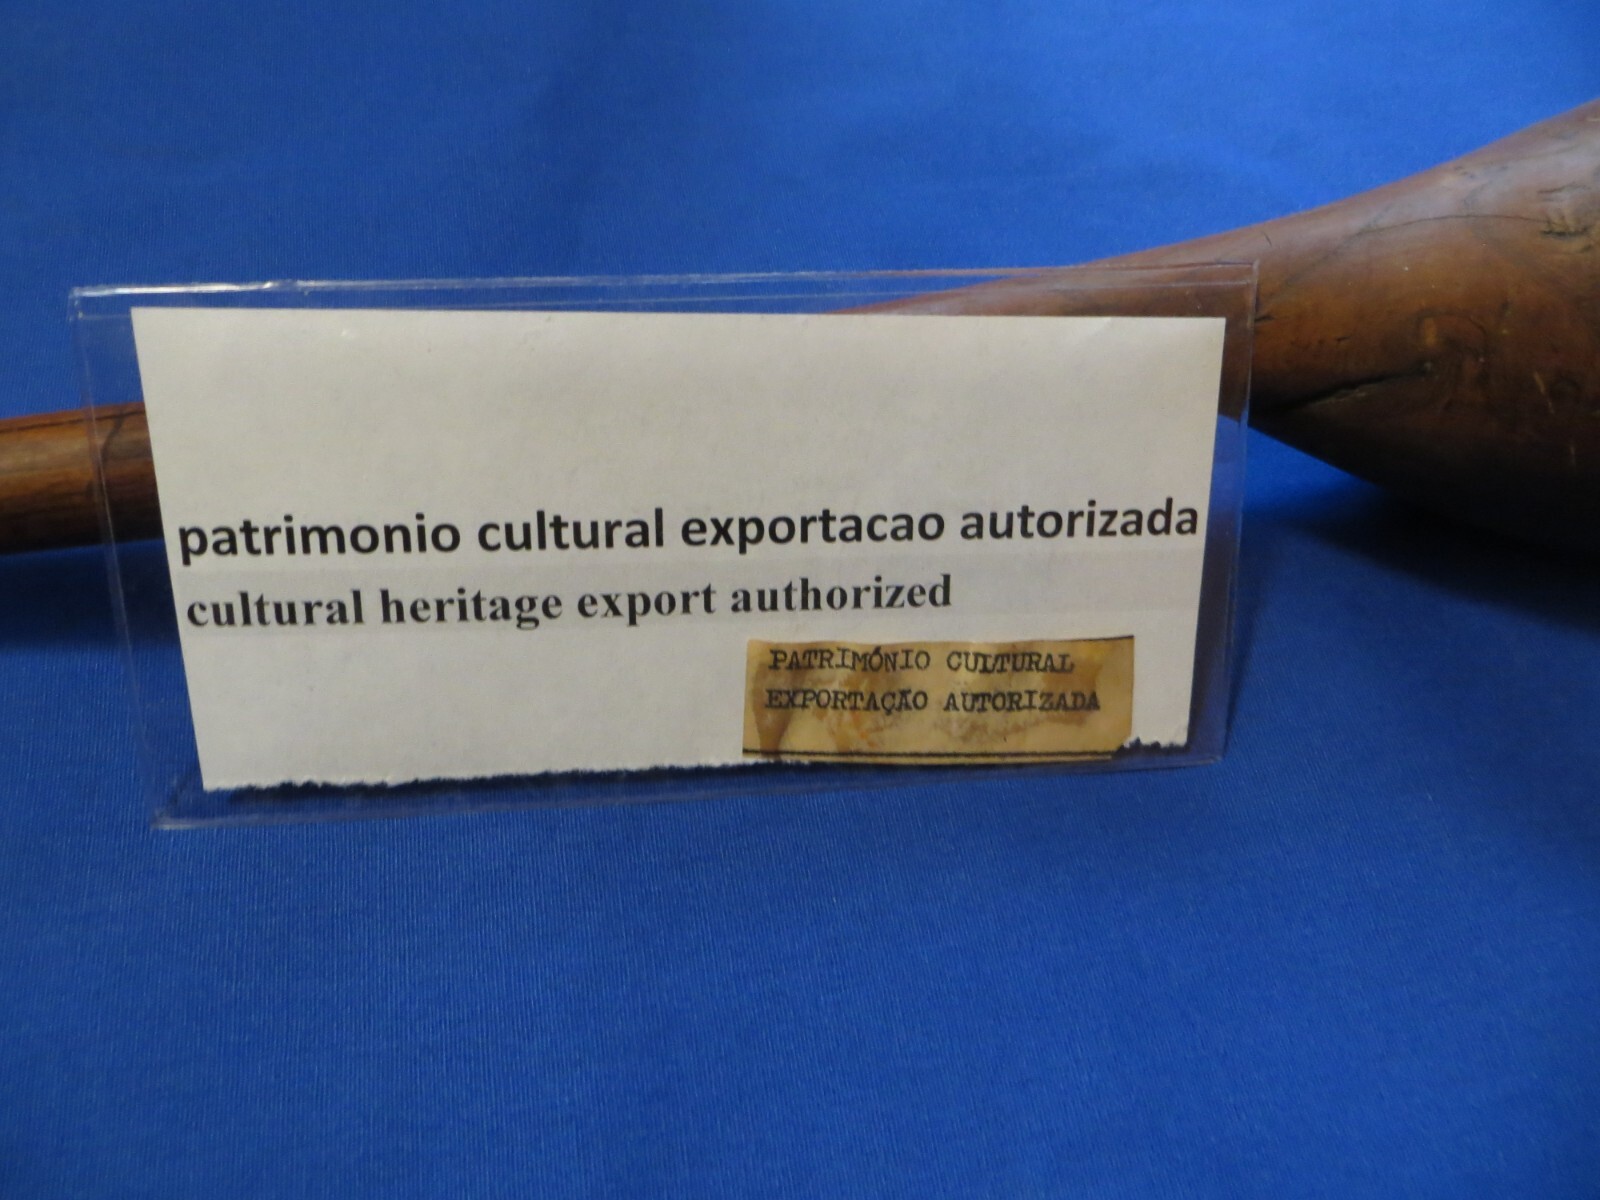 patrimonio cultural exportacao autorizada
cultural heritage export authorized
PATRIMÓNIO CULTURAL
EXPORTAÇÃO AUTORIZADA